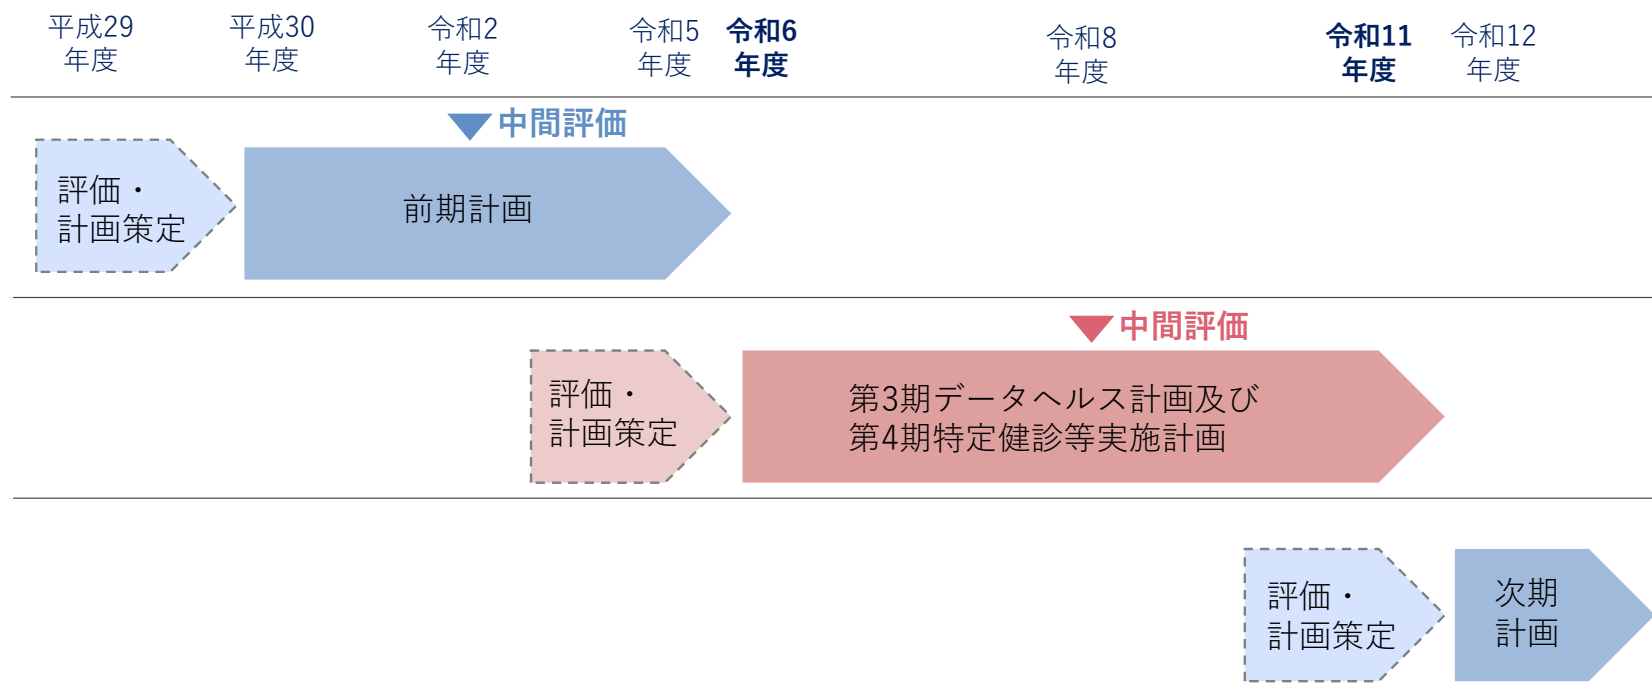 平成29
年度
平成30
年度
令和2
年度
令和5
年度
令和6
年度
令和8
年度
令和11
年度
令和12
年度
中間評価
評価・
計画策定
前期計画
中間評価
評価・
計画策定
第3期データヘルス計画及び
第4期特定健診等実施計画
評価・
計画策定
次期
計画